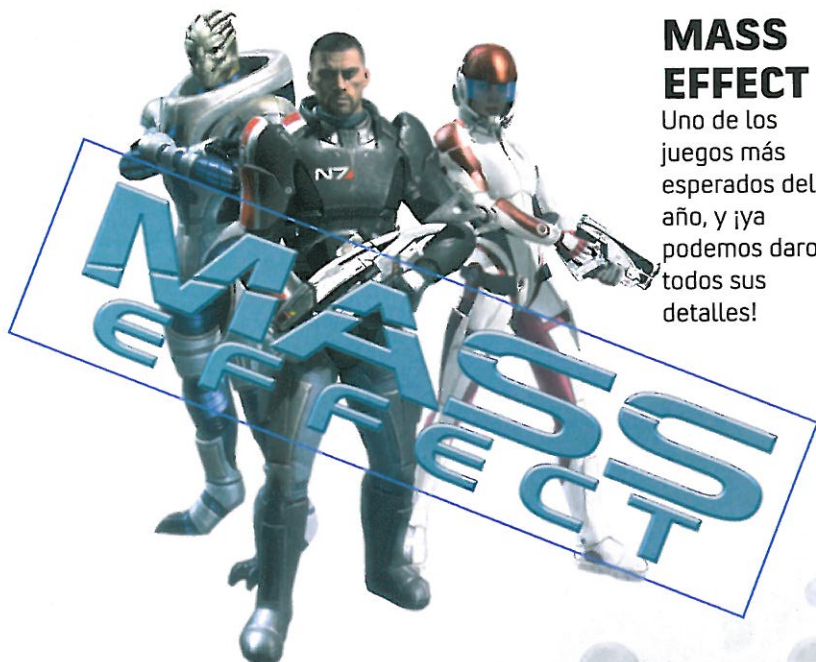 MASS
EFFECT
Uno de los
juegos más
esperados del
año, y ¡ya
podemos daro
todos sus
detalles!
N7
MASS
EFFECT